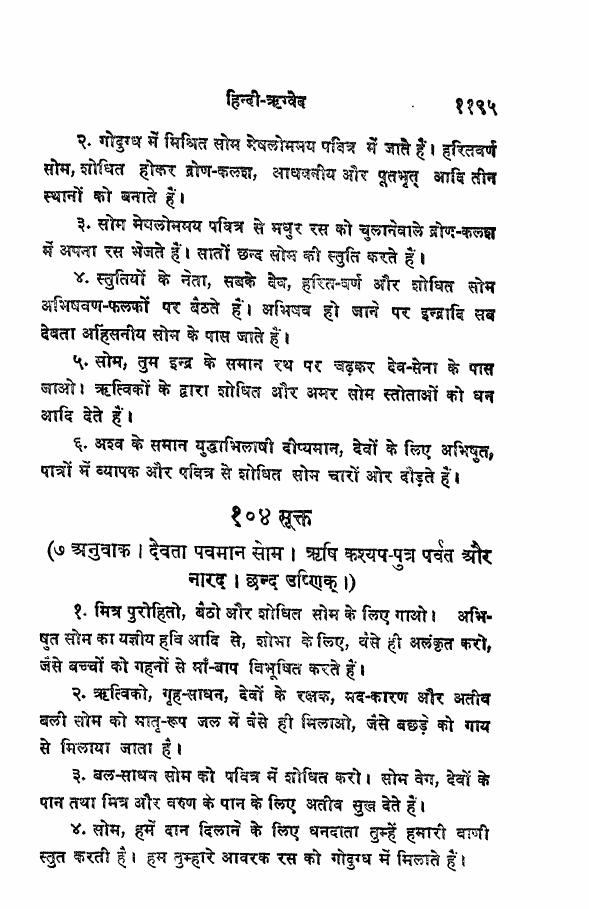 हिन्दी-ऋग्वेद ११९५
२. गोदुग्ध में मिश्रित सोम मेषलोममय पवित्र में जाते हैं। हरितवर्ण
सोम, शोधित होकर द्रोण-कलश, आधवनीय और पूतभृत् आदि तीन
स्थानों को बनाते हैं।
३. सोम मेषलोममय पवित्र से मधुर रस को चुलानेवाले द्रोण-कलश
में अपना रस भेजते हैं। सातों छन्द सोम की स्तुति करते हैं।
४. स्तुतियों के नेता, सबके देव, हरित-वर्ण और शोधित सोम
अभिषवण-फलकों पर बैठते हैं। अभिषव हो जाने पर इन्द्रादि सब
देवता अहिंसनीय सोम के पास जाते हैं।
५. सोम, तुम इन्द्र के समान रथ पर चढ़कर देव-सेना के पास
जाओ। ऋत्विकों के द्वारा शोधित और अमर सोम स्तोताओं को धन
आदि देते हैं।
६. अश्व के समान युद्धाभिलाषी दीप्यमान, देवों के लिए अभिषुत,
पात्रों में व्यापक और पवित्र से शोधित सोम चारों ओर दौड़ते हैं।
१०४ सूक्त
(७ अनुवाक। देवता पवमान सोम। ऋषि कश्यप-पुत्र पर्वत और
नारद। छन्द उष्णिक्।)
१. मित्र पुरोहितो, बैठो और शोधित सोम के लिए गाओ। अभि-
षुत सोम का यज्ञीय हवि आदि से, शोभा के लिए, वैसे ही अलंकृत करो,
जैसे बच्चों को गहनों से माँ-बाप विभूषित करते हैं।
२. ऋत्विको, गृह-साधन, देवों के रक्षक, मद-कारण और अतीव
बली सोम को मातृ-रूप जल में वैसे ही मिलाओ, जैसे बछड़े को गाय
से मिलाया जाता है।
३. बल-साधन सोम को पवित्र में शोधित करो। सोम वेग, देवों के
पान तथा मित्र और वरुण के पान के लिए अतीव सुख देते हैं।
४. सोम, हमें दान दिलाने के लिए धनदाता तुम्हें हमारी वाणी
स्तुत करती है। हम तुम्हारे आवरक रस को गोदुग्ध में मिलाते हैं।